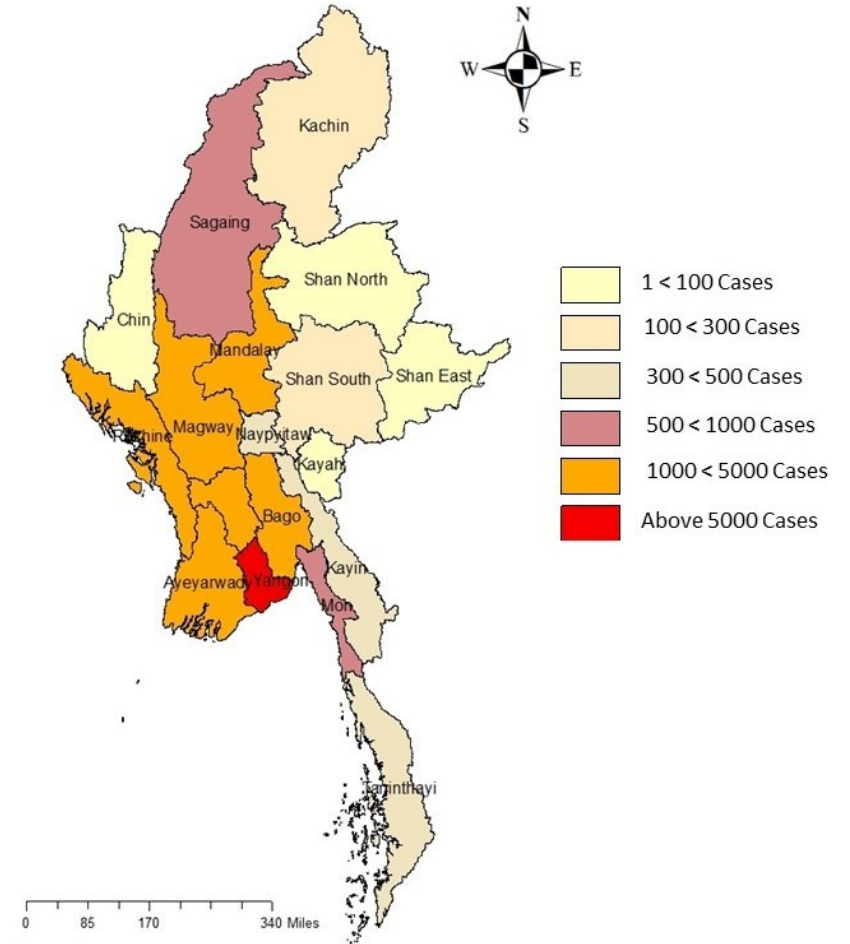 N
W E
S
Kachin
Sagaing
Shan North
Chin
Mandalay
Shan South
Shan East
Magway
Naypyitaw
Rakhine
Kayah
Bago
Kayin
Ayeyarwady
Yangon
Mon
Taninthayi
1 < 100 Cases
100 < 300 Cases
300 < 500 Cases
500 < 1000 Cases
1000 < 5000 Cases
Above 5000 Cases
0 85 170 340 Miles